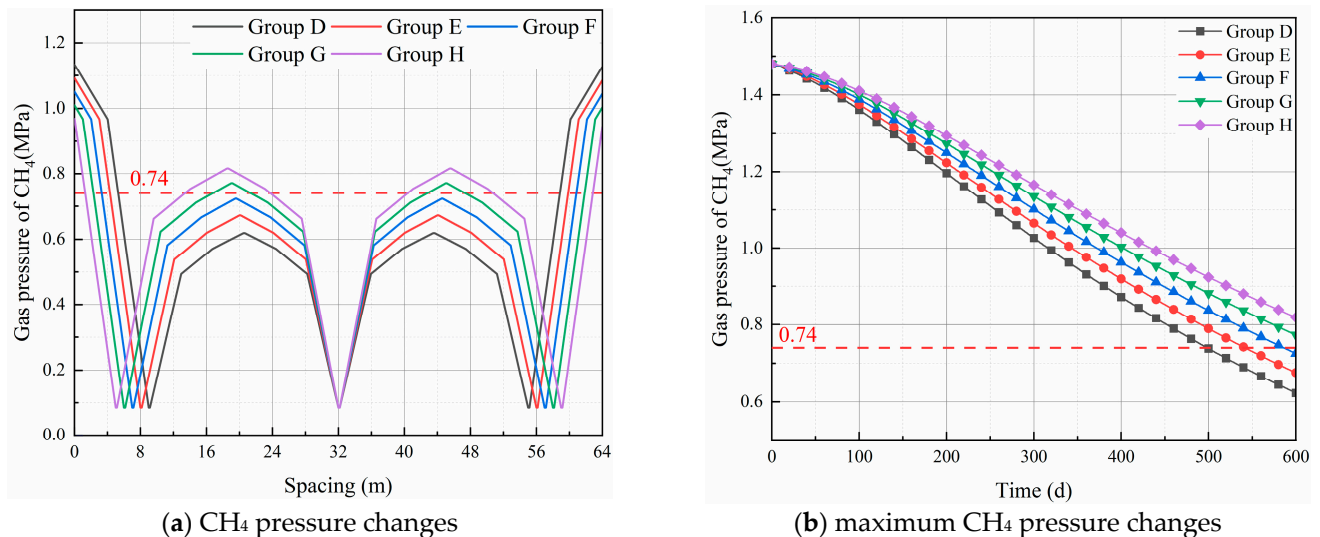 Group D Group E Group F
Group G Group H
Gas pressure of CH₄(MPa)
1.2
1.0
0.8
0.6
0.4
0.2
0.0
0.74
0 8 16 24 32 40 48 56 64
Spacing (m)
(a) CH₄ pressure changes
Group D
Group E
Group F
Group G
Group H
Gas pressure of CH₄(MPa)
1.6
1.4
1.2
1.0
0.8
0.6
0.74
0 100 200 300 400 500 600
Time (d)
(b) maximum CH₄ pressure changes